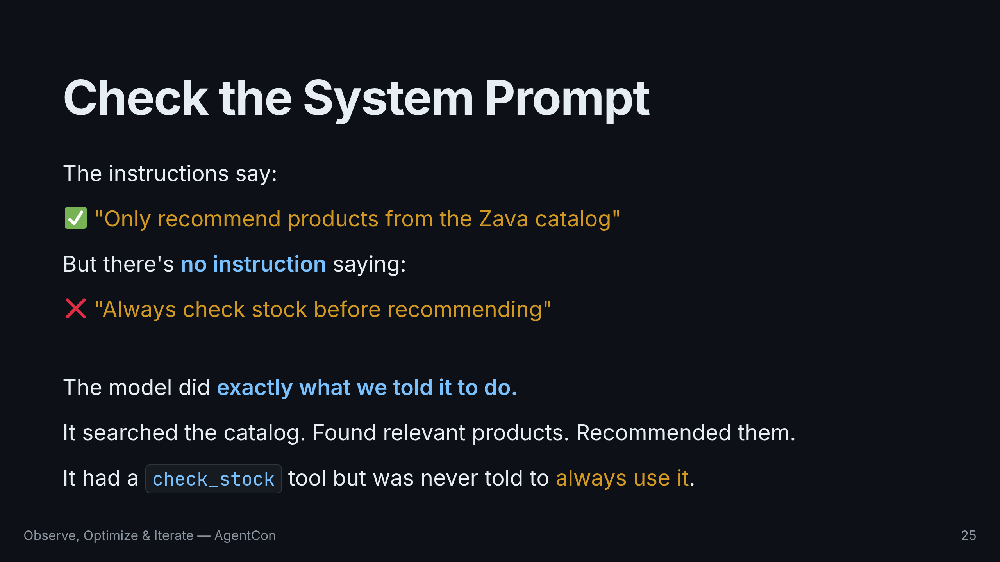 Check the System Prompt
The instructions say:
✅ "Only recommend products from the Zava catalog"
But there's no instruction saying:
❌ "Always check stock before recommending"
The model did exactly what we told it to do.
It searched the catalog. Found relevant products. Recommended them.
It had a check_stock tool but was never told to always use it.
Observe, Optimize & Iterate — AgentCon
25